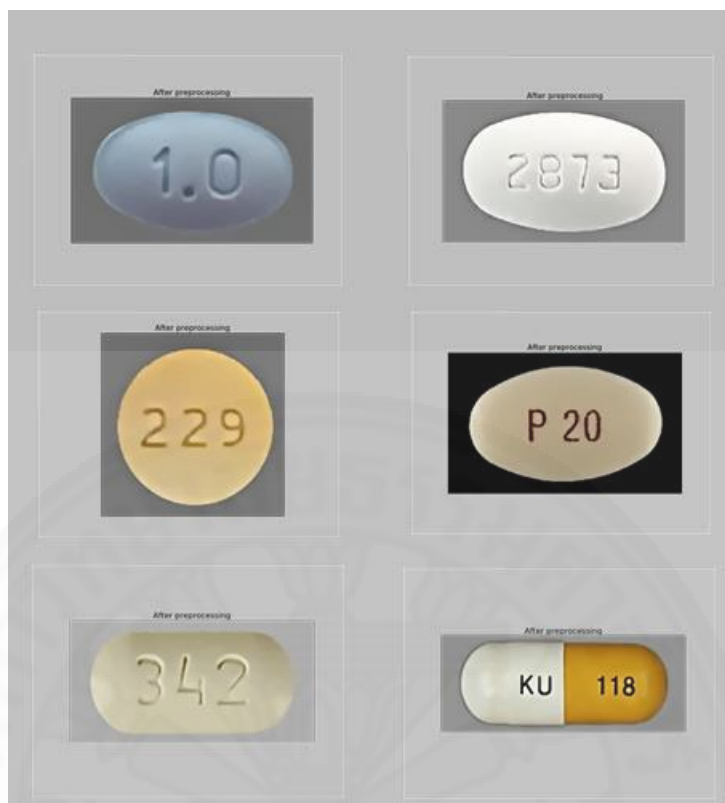 After preprocessing
1.0
After preprocessing
2873
After preprocessing
229
After preprocessing
P 20
After preprocessing
342
After preprocessing
KU 118